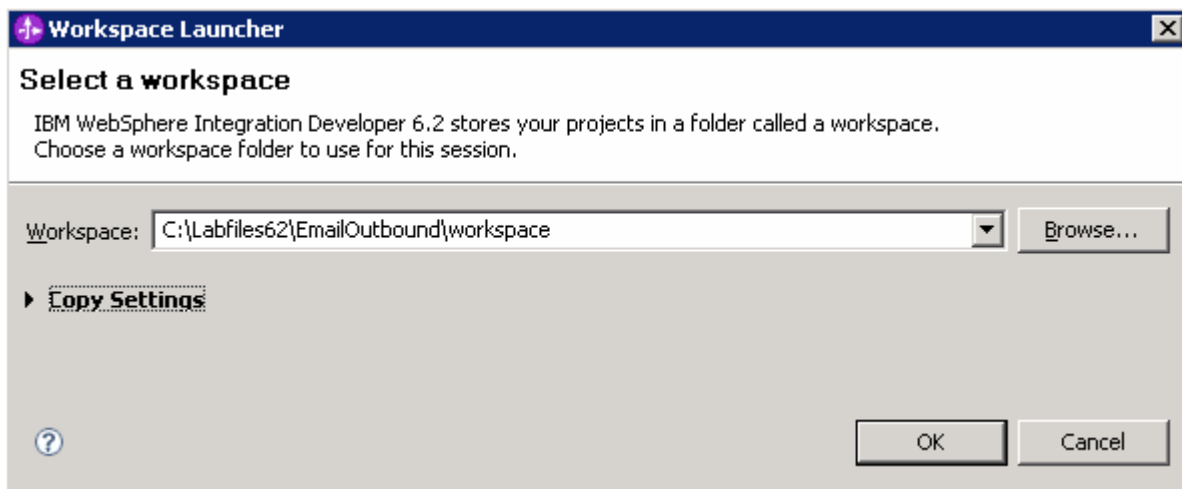 Workspace Launcher
Select a workspace
IBM WebSphere Integration Developer 6.2 stores your projects in a folder called a workspace.
Choose a workspace folder to use for this session.
Workspace: C:\Labfiles62\EmailOutbound\workspace Browse...
Copy Settings
? OK Cancel